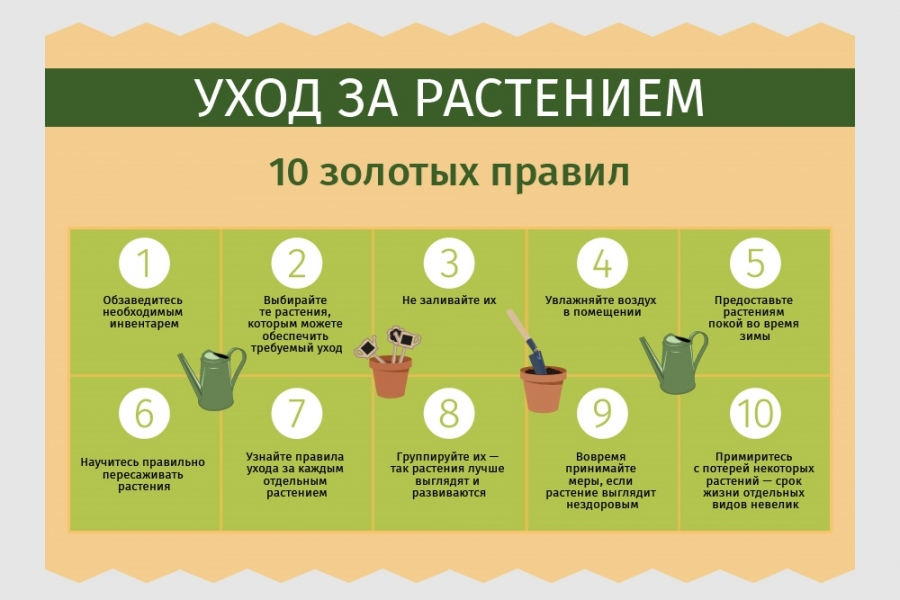 УХОД ЗА РАСТЕНИЕМ
10 золотых правил
1
Обзаведитесь
необходимым
инвентарем
2
Выбирайте
те растения,
которым можете
обеспечить
требуемый уход
3
Не заливайте их
4
Увлажняйте воздух
в помещении
5
Предоставьте
растениям
покой во время
зимы
6
Научитесь правильно
пересаживать
растения
7
Узнайте правила
ухода за каждым
отдельным
растением
8
Группируйте их —
так растения лучше
выглядят и
развиваются
9
Вовремя
принимайте
меры, если
растение выглядит
нездоровым
10
Примиритесь
с потерей некоторых
растений — срок
жизни отдельных
видов невелик